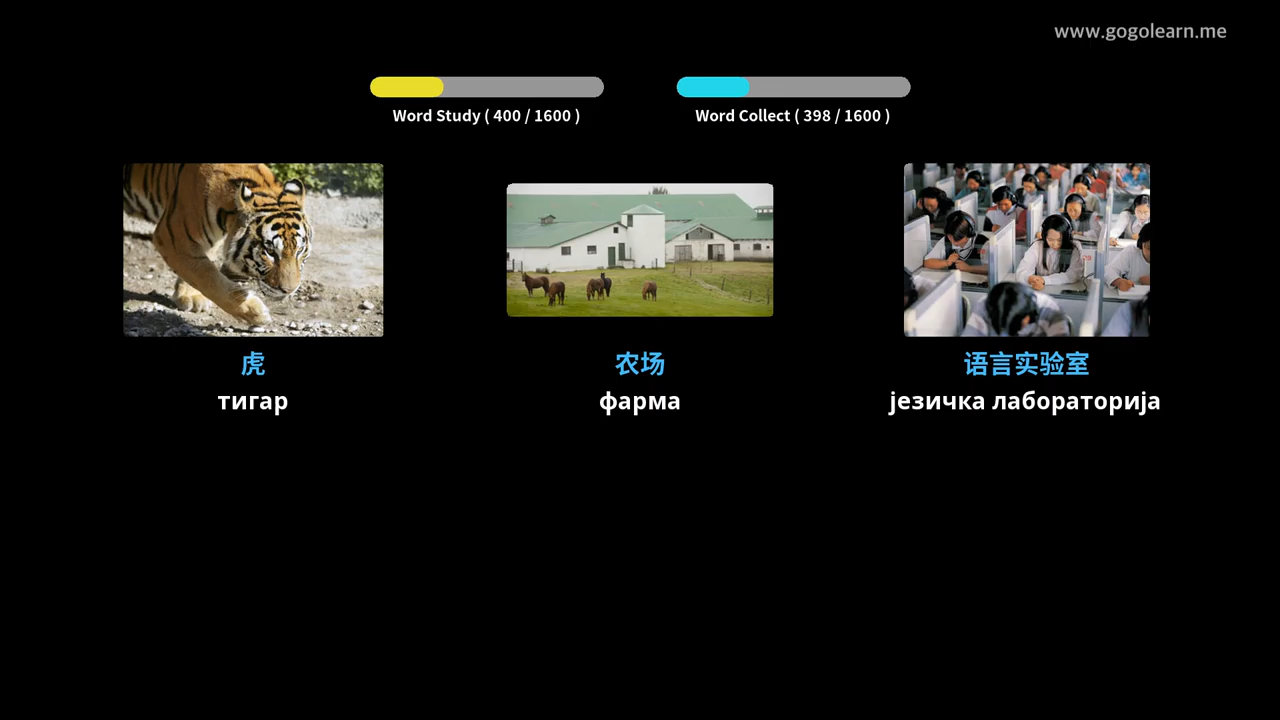 www.gogolearn.me
Word Study ( 400 / 1600 )
Word Collect ( 398 / 1600 )
虎
农场
语言实验室
тигар
фарма
језичка лабораторија